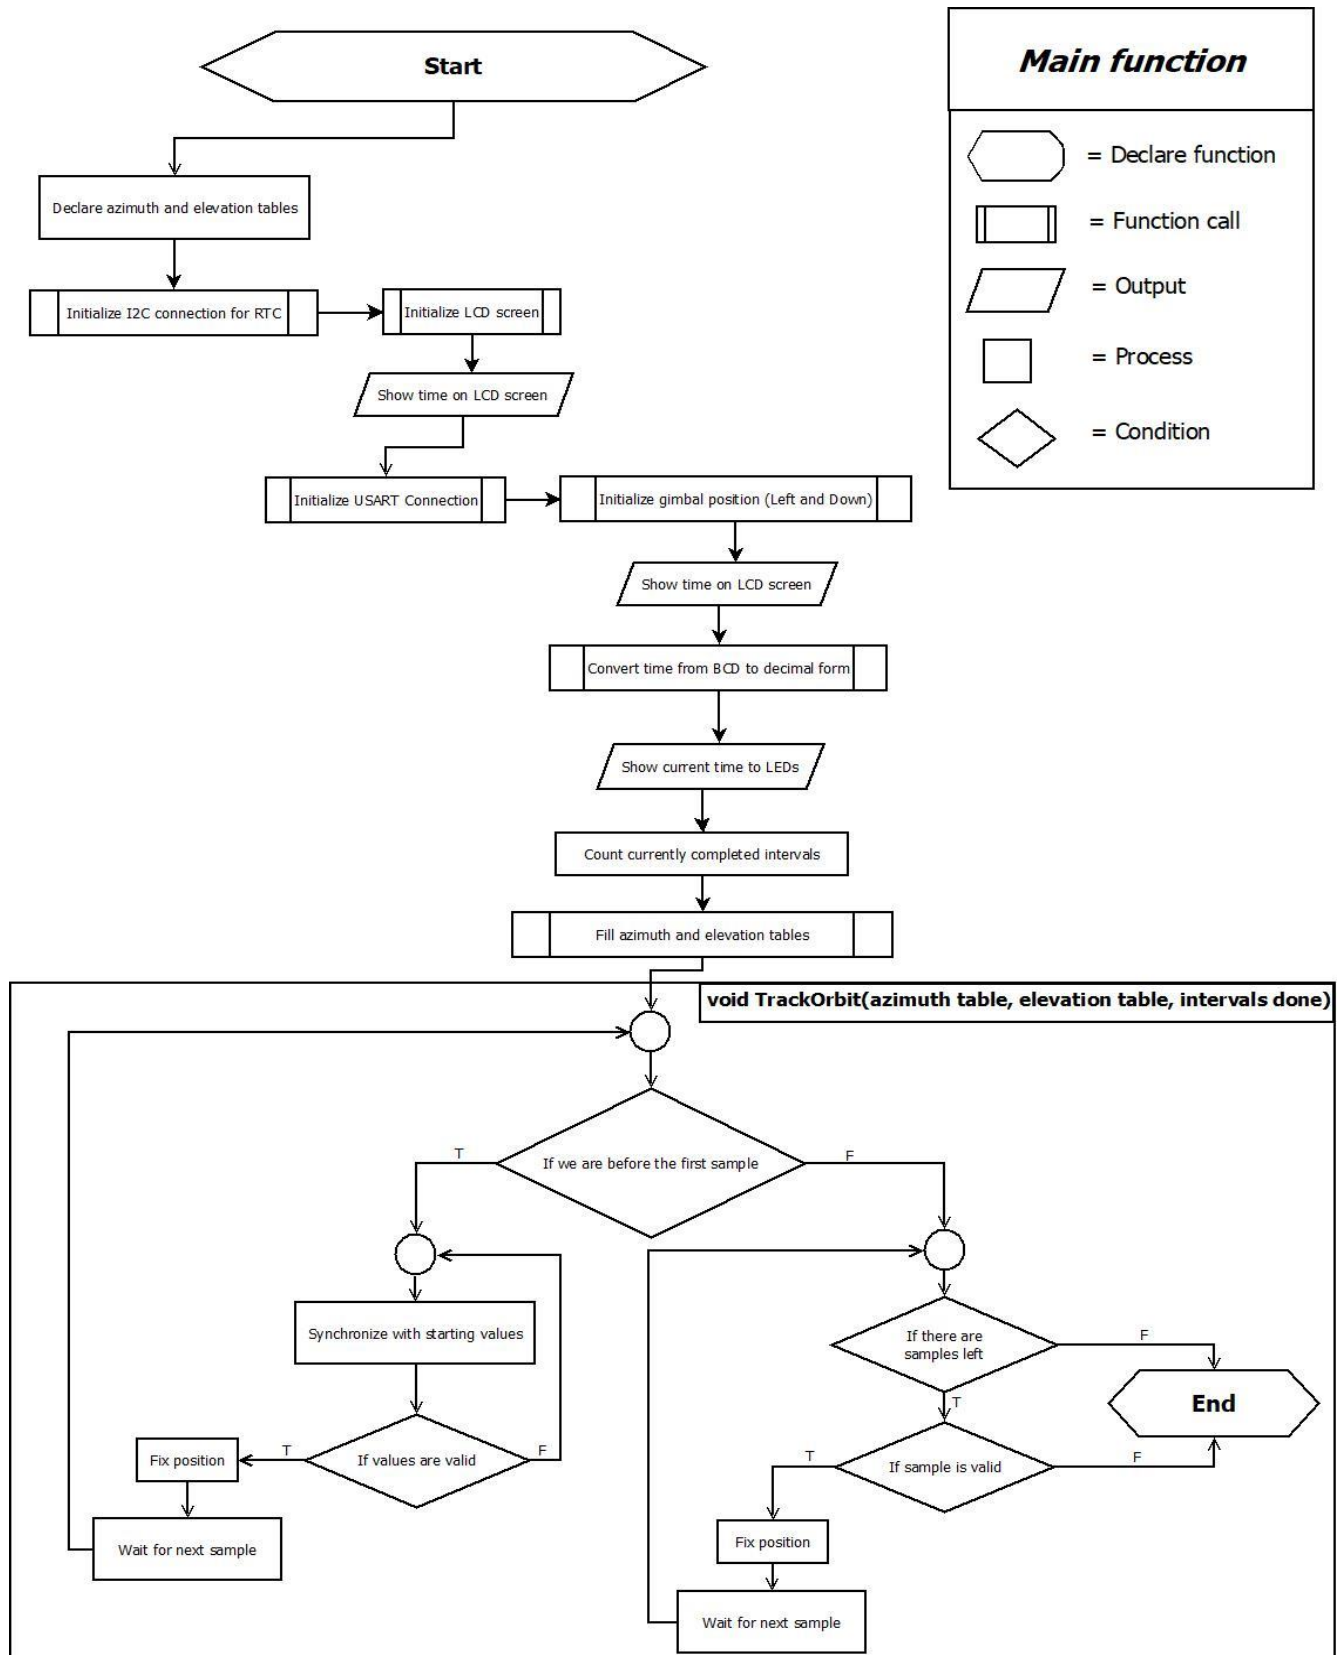 Start
Main function
= Declare function
= Function call
= Output
= Process
= Condition
Declare azimuth and elevation tables
Initialize I2C connection for RTC
Initialize LCD screen
Show time on LCD screen
Initialize USART Connection
Initialize gimbal position (Left and Down)
Show time on LCD screen
Convert time from BCD to decimal form
Show current time to LEDs
Count currently completed intervals
Fill azimuth and elevation tables
void TrackOrbit(azimuth table, elevation table, intervals done)
T
If we are before the first sample
F
Synchronize with starting values
If values are valid
T
F
Fix position
Wait for next sample
If there are
samples left
F
T
End
If sample is valid
T
F
Fix position
Wait for next sample